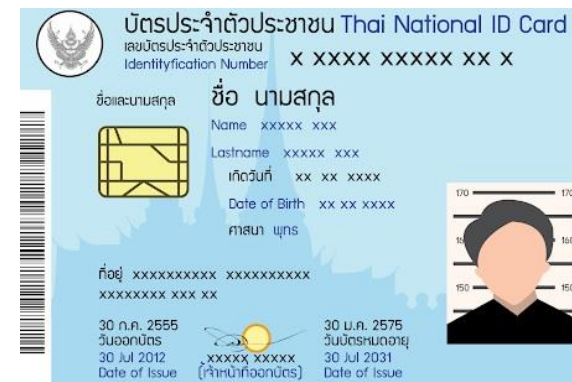 บัตรประจำตัวประชาชน Thai National ID Card
เลขบัตรประจำตัวประชาชน
Identityfication Number X XXXX XXXXX XX X
ชื่อและนามสกุล ชื่อ นามสกุล
Name xxxxx xxx
Lastname xxxxx xxx
เกิดวันที่ xx xx xxxx
Date of Birth xx xx xxxx
ศาสนา พุทธ
ที่อยู่ xxxxxxxxxx xxxxxxxxxx
xxxxxxxx xxx xx
170 170
160
150 150
30 ก.ค. 2555 30 ม.ค. 2575
วันออกบัตร วันบัตรหมดอายุ
30 Jul 2012 xxxxx xxxxx 30 Jul 2031
Date of Issue (เจ้าหน้าที่ออกบัตร) Date of Issue